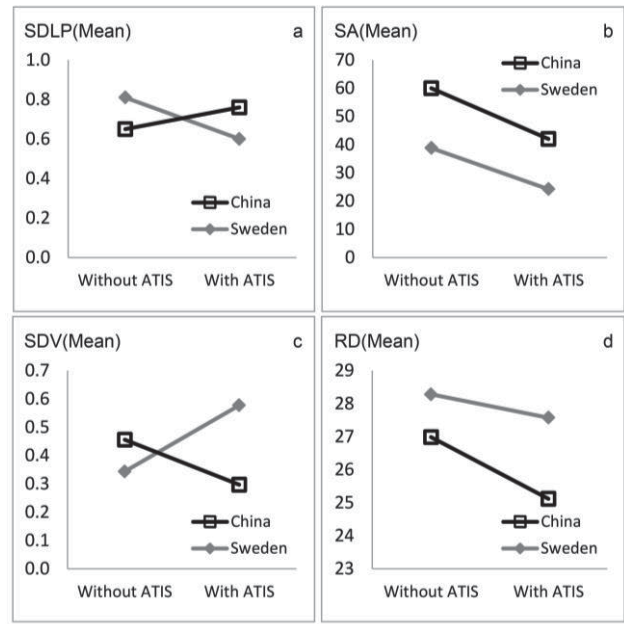 SDLP(Mean) a
1.0
0.8
0.6
0.4
0.2
0.0
China
Sweden
Without ATIS With ATIS
SA(Mean) b
70
60
50
40
30
20
10
0
China
Sweden
Without ATIS With ATIS
SDV(Mean) c
0.7
0.6
0.5
0.4
0.3
0.2
0.1
0.0
China
Sweden
Without ATIS With ATIS
RD(Mean) d
29
28
27
26
25
24
23
China
Sweden
Without ATIS With ATIS